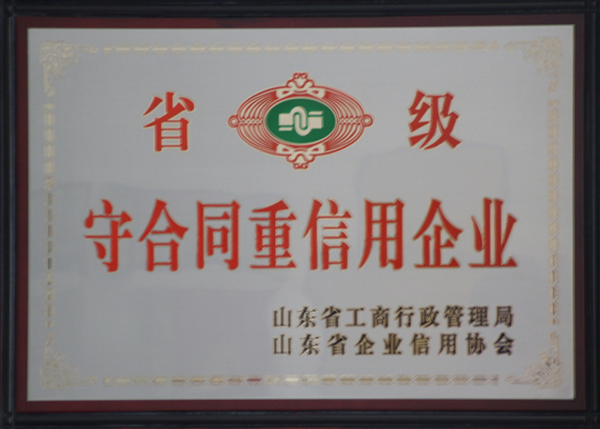 省 级
守合同重信用企业
山东省工商行政管理局
山东省企业信用协会